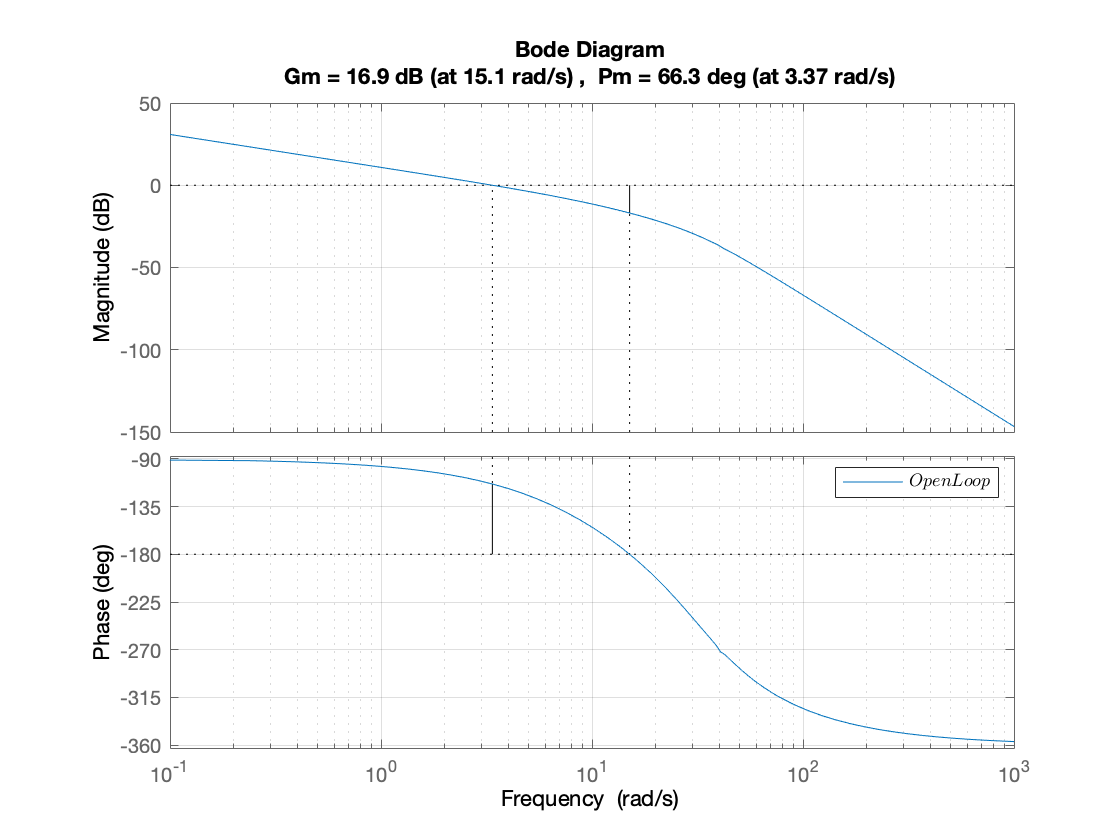 Bode Diagram
Gm = 16.9 dB (at 15.1 rad/s) , Pm = 66.3 deg (at 3.37 rad/s)
50
0
-50
-100
-150
Magnitude (dB)
-90
-135
-180
-225
-270
-315
-360
Phase (deg)
OpenLoop
10^-1
10^0
10^1
10^2
10^3
Frequency (rad/s)